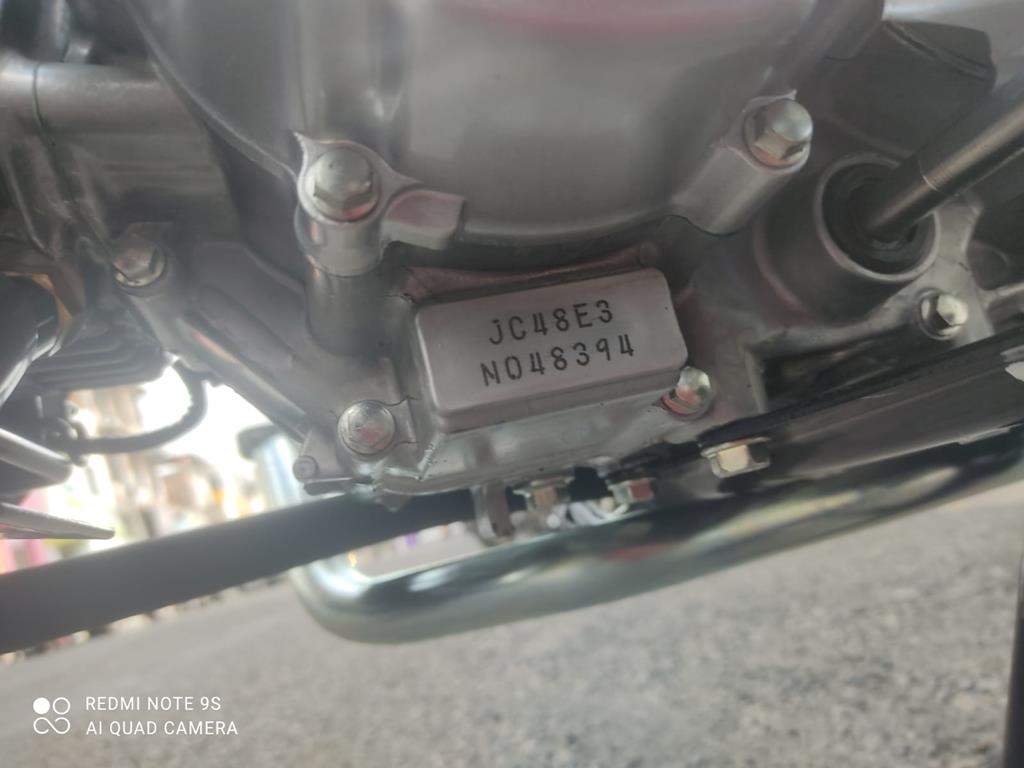 JC48E3
N048394
REDMI NOTE 9S
AI QUAD CAMERA